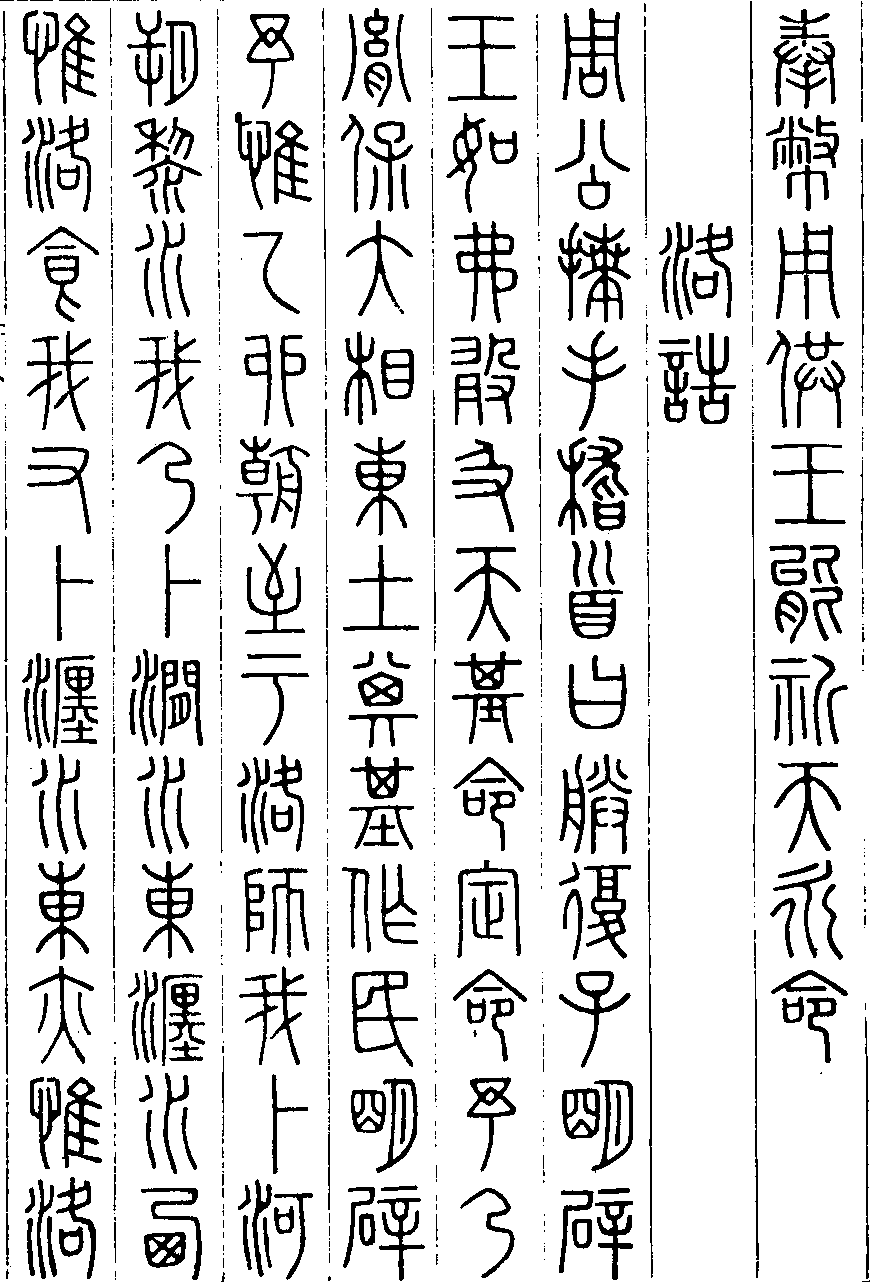 奉幣用供王能祈天永命
洛誥
周公拜手稽首曰朕復子明辟
王如弗敢及天基命定命予乃
胤保大相東土其基作民明辟
予惟乙卯朝至于洛師我卜河
朔黎水我乃卜澗水東瀍水西
惟洛食我又卜瀍水東亦惟洛